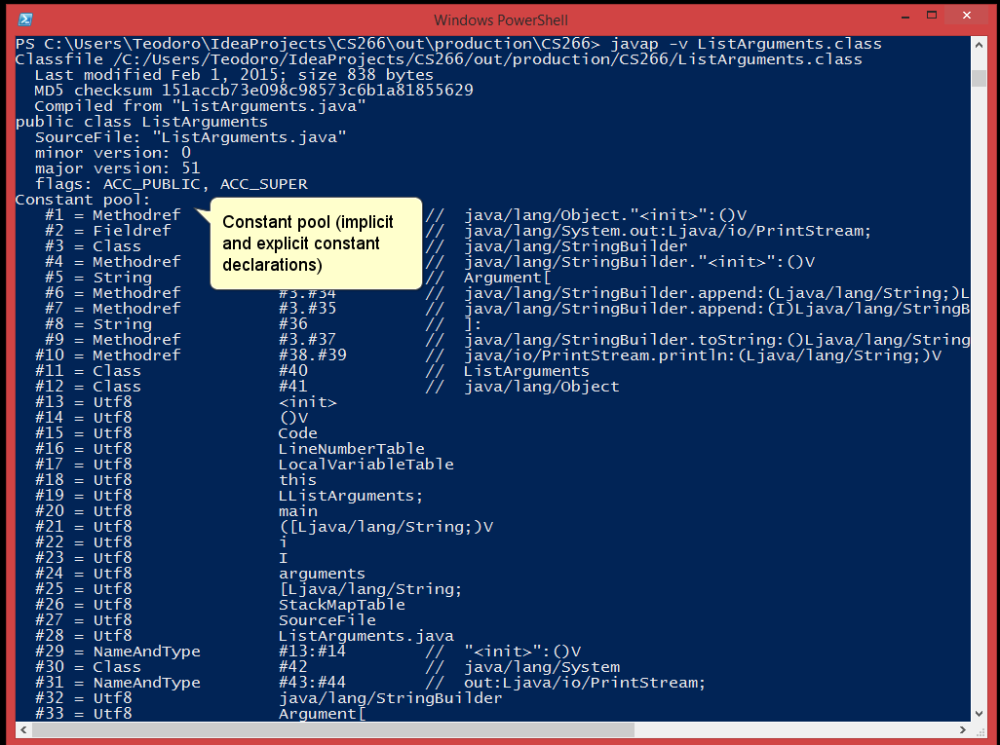 Windows PowerShell
PS C:\Users\Teodoro\IdeaProjects\CS266\out\production\CS266> javap -v ListArguments.class
Classfile /C:/Users/Teodoro/IdeaProjects/CS266/out/production/CS266/ListArguments.class
  Last modified Feb 1, 2015; size 838 bytes
  MD5 checksum 151accb73e098c98573c6b1a81855629
  Compiled from "ListArguments.java"
public class ListArguments
  SourceFile: "ListArguments.java"
  minor version: 0
  major version: 51
  flags: ACC_PUBLIC, ACC_SUPER
Constant pool:
   #1 = Methodref          //  java/lang/Object."<init>":()V
   #2 = Fieldref           //  java/lang/System.out:Ljava/io/PrintStream;
   #3 = Class              //  java/lang/StringBuilder
   #4 = Methodref          //  java/lang/StringBuilder."<init>":()V
   #5 = String             //  Argument[
   #6 = Methodref          #3.#34         //  java/lang/StringBuilder.append:(Ljava/lang/String;)L
   #7 = Methodref          #3.#35         //  java/lang/StringBuilder.append:(I)Ljava/lang/StringB
   #8 = String             #36            //  ]:
   #9 = Methodref          #3.#37         //  java/lang/StringBuilder.toString:()Ljava/lang/String
  #10 = Methodref          #38.#39        //  java/io/PrintStream.println:(Ljava/lang/String;)V
  #11 = Class              #40            //  ListArguments
  #12 = Class              #41            //  java/lang/Object
  #13 = Utf8               <init>
  #14 = Utf8               ()V
  #15 = Utf8               Code
  #16 = Utf8               LineNumberTable
  #17 = Utf8               LocalVariableTable
  #18 = Utf8               this
  #19 = Utf8               LListArguments;
  #20 = Utf8               main
  #21 = Utf8               ([Ljava/lang/String;)V
  #22 = Utf8               i
  #23 = Utf8               I
  #24 = Utf8               arguments
  #25 = Utf8               [Ljava/lang/String;
  #26 = Utf8               StackMapTable
  #27 = Utf8               SourceFile
  #28 = Utf8               ListArguments.java
  #29 = NameAndType        #13:#14        //  "<init>":()V
  #30 = Class              #42            //  java/lang/System
  #31 = NameAndType        #43:#44        //  out:Ljava/io/PrintStream;
  #32 = Utf8               java/lang/StringBuilder
  #33 = Utf8               Argument[
Constant pool (implicit
and explicit constant
declarations)